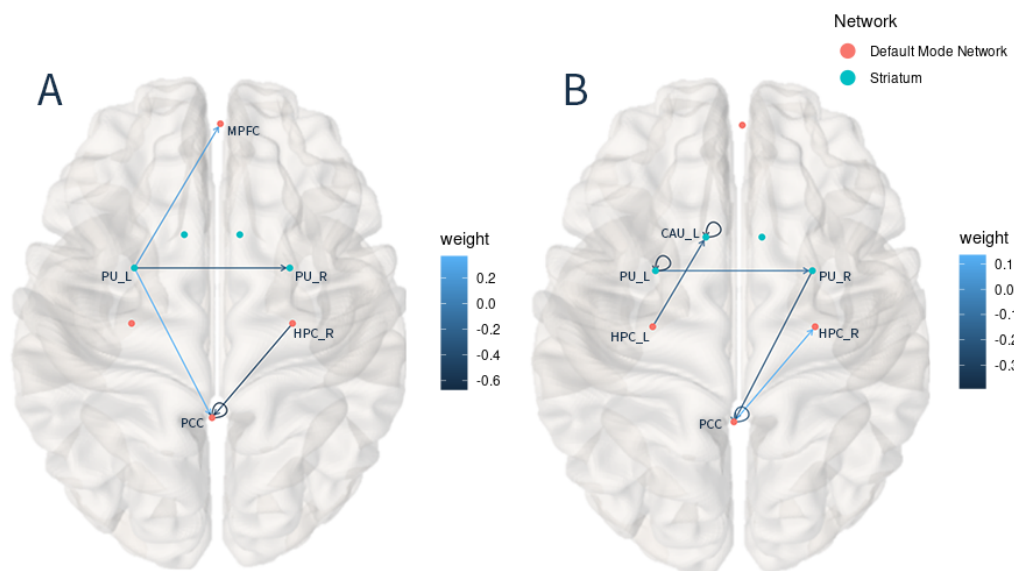 Network
Default Mode Network
Striatum
A
MPFC
PU_L
PU_R
HPC_R
PCC
weight
0.2
0.0
-0.2
-0.4
-0.6
B
CAU_L
PU_L
PU_R
HPC_L
HPC_R
PCC
weight
0.1
0.0
-0.1
-0.2
-0.3